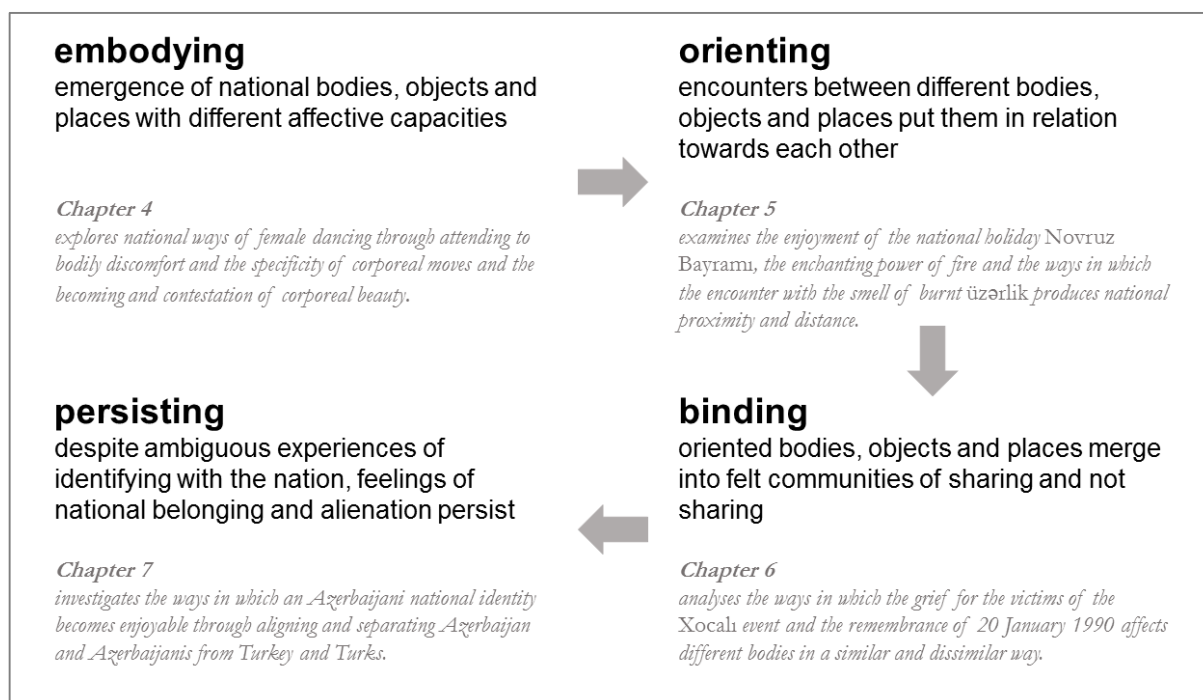 embodying
emergence of national bodies, objects and
places with different affective capacities
Chapter 4
explores national ways of female dancing through attending to
bodily discomfort and the specificity of corporeal moves and the
becoming and contestation of corporeal beauty.
orienting
encounters between different bodies,
objects and places put them in relation
towards each other
Chapter 5
examines the enjoyment of the national holiday Novruz
Bayramı, the enchanting power of fire and the ways in which
the encounter with the smell of burnt üzərlik produces national
proximity and distance.
binding
oriented bodies, objects and places merge
into felt communities of sharing and not
sharing
Chapter 6
analyses the ways in which the grief for the victims of the
Xocalı event and the remembrance of 20 January 1990 affects
different bodies in a similar and dissimilar way.
persisting
despite ambiguous experiences of
identifying with the nation, feelings of
national belonging and alienation persist
Chapter 7
investigates the ways in which an Azerbaijani national identity
becomes enjoyable through aligning and separating Azerbaijan
and Azerbaijanis from Turkey and Turks.